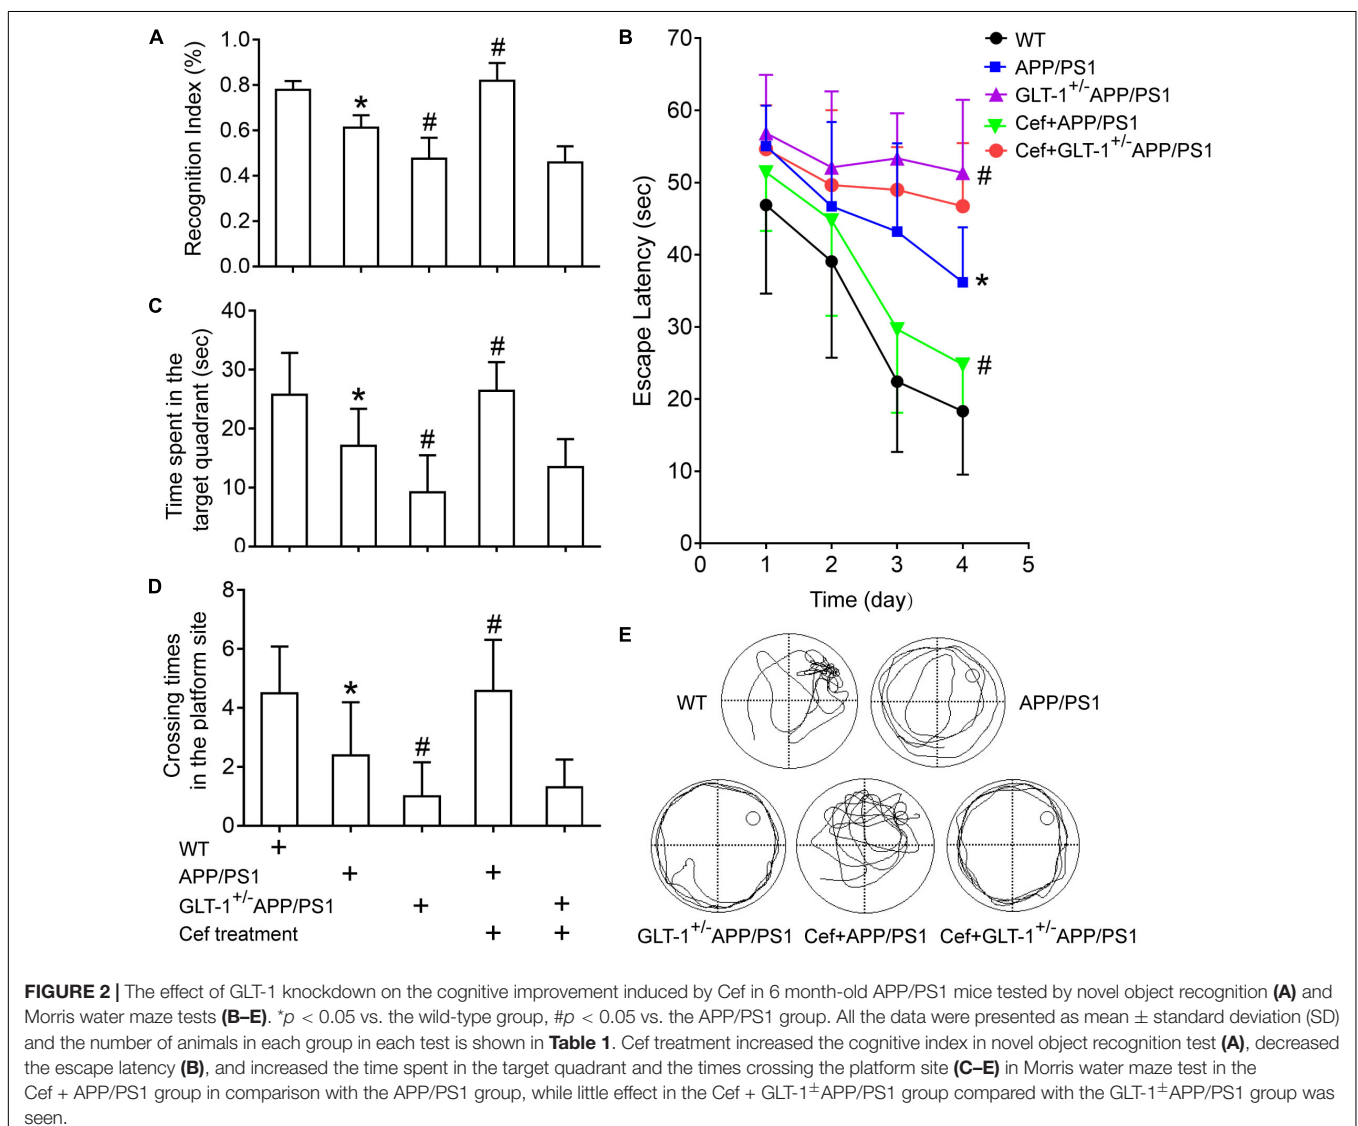 A
Recognition Index (%)
1.0
0.8
0.6
0.4
0.2
0.0
*
#
#
B
Escape Latency (sec)
70
60
50
40
30
20
10
0
0 1 2 3 4 5
Time (day)
WT
APP/PS1
GLT-1+/-APP/PS1
Cef+APP/PS1
Cef+GLT-1+/-APP/PS1
#
*
#
C
Time spent in the
target quadrant (sec)
40
30
20
10
0
*
#
#
D
Crossing times
in the platform site
8
6
4
2
0
*
#
#
WT +
APP/PS1 + +
GLT-1+/-APP/PS1 + +
Cef treatment + +
E
WT
APP/PS1
GLT-1+/-APP/PS1 Cef+APP/PS1 Cef+GLT-1+/-APP/PS1
FIGURE 2 | The effect of GLT-1 knockdown on the cognitive improvement induced by Cef in 6 month-old APP/PS1 mice tested by novel object recognition (A) and
Morris water maze tests (B–E). *p < 0.05 vs. the wild-type group, #p < 0.05 vs. the APP/PS1 group. All the data were presented as mean ± standard deviation (SD)
and the number of animals in each group in each test is shown in Table 1. Cef treatment increased the cognitive index in novel object recognition test (A), decreased
the escape latency (B), and increased the time spent in the target quadrant and the times crossing the platform site (C–E) in Morris water maze test in the
Cef + APP/PS1 group in comparison with the APP/PS1 group, while little effect in the Cef + GLT-1±APP/PS1 group compared with the GLT-1±APP/PS1 group was
seen.